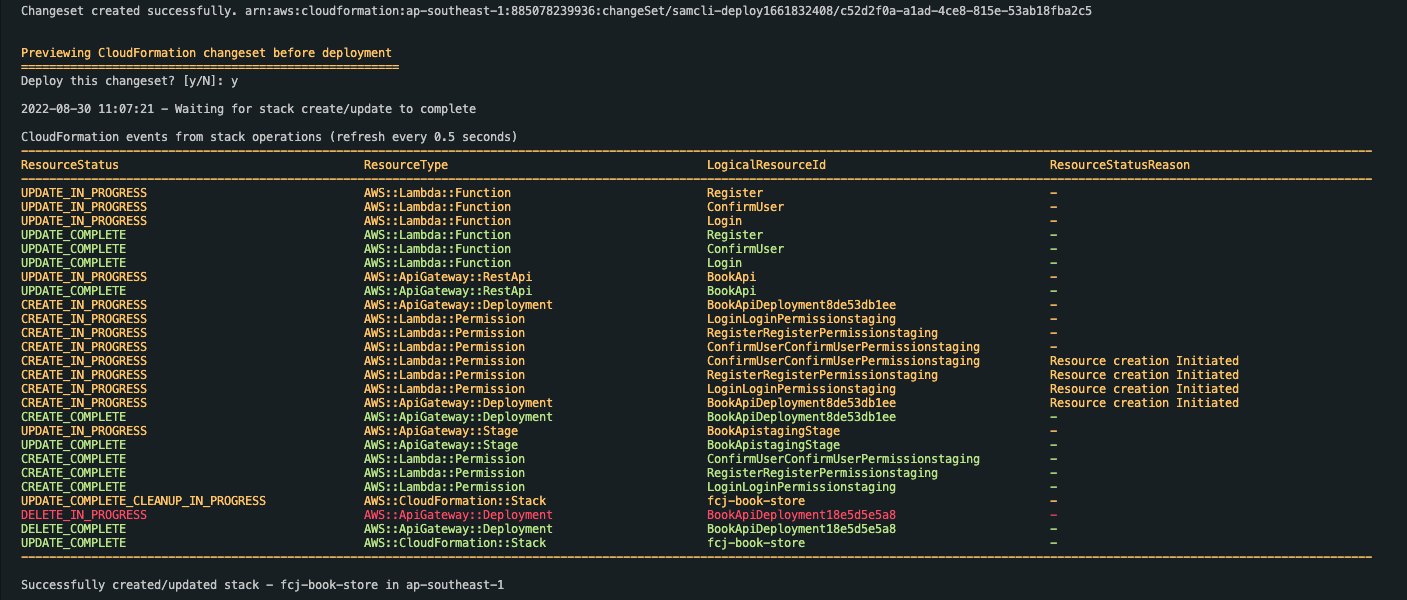 Changeset created successfully. arn:aws:cloudformation:ap-southeast-1:885078239936:changeSet/samcli-deploy1661832408/c52d2f0a-a1ad-4ce8-815e-53ab18fba2c5
Previewing CloudFormation changeset before deployment
======================================================
Deploy this changeset? [y/N]: y
2022-08-30 11:07:21 - Waiting for stack create/update to complete
CloudFormation events from stack operations (refresh every 0.5 seconds)
ResourceStatus ResourceType LogicalResourceId ResourceStatusReason
UPDATE_IN_PROGRESS AWS::Lambda::Function Register -
UPDATE_IN_PROGRESS AWS::Lambda::Function ConfirmUser -
UPDATE_IN_PROGRESS AWS::Lambda::Function Login -
UPDATE_COMPLETE AWS::Lambda::Function Register -
UPDATE_COMPLETE AWS::Lambda::Function ConfirmUser -
UPDATE_COMPLETE AWS::Lambda::Function Login -
UPDATE_IN_PROGRESS AWS::ApiGateway::RestApi BookApi -
UPDATE_COMPLETE AWS::ApiGateway::RestApi BookApi -
CREATE_IN_PROGRESS AWS::ApiGateway::Deployment BookApiDeployment8de53db1ee -
CREATE_IN_PROGRESS AWS::Lambda::Permission LoginLoginPermissionstaging -
CREATE_IN_PROGRESS AWS::Lambda::Permission RegisterRegisterPermissionstaging -
CREATE_IN_PROGRESS AWS::Lambda::Permission ConfirmUserConfirmUserPermissionstaging -
CREATE_IN_PROGRESS AWS::Lambda::Permission ConfirmUserConfirmUserPermissionstaging Resource creation Initiated
CREATE_IN_PROGRESS AWS::Lambda::Permission RegisterRegisterPermissionstaging Resource creation Initiated
CREATE_IN_PROGRESS AWS::Lambda::Permission LoginLoginPermissionstaging Resource creation Initiated
CREATE_IN_PROGRESS AWS::ApiGateway::Deployment BookApiDeployment8de53db1ee Resource creation Initiated
CREATE_COMPLETE AWS::ApiGateway::Deployment BookApiDeployment8de53db1ee -
UPDATE_IN_PROGRESS AWS::ApiGateway::Stage BookApistagingStage -
UPDATE_COMPLETE AWS::ApiGateway::Stage BookApistagingStage -
CREATE_COMPLETE AWS::Lambda::Permission ConfirmUserConfirmUserPermissionstaging -
CREATE_COMPLETE AWS::Lambda::Permission RegisterRegisterPermissionstaging -
CREATE_COMPLETE AWS::Lambda::Permission LoginLoginPermissionstaging -
UPDATE_COMPLETE_CLEANUP_IN_PROGRESS AWS::CloudFormation::Stack fcj-book-store -
DELETE_IN_PROGRESS AWS::ApiGateway::Deployment BookApiDeployment18e5d5e5a8 -
DELETE_COMPLETE AWS::ApiGateway::Deployment BookApiDeployment18e5d5e5a8 -
UPDATE_COMPLETE AWS::CloudFormation::Stack fcj-book-store -
Successfully created/updated stack - fcj-book-store in ap-southeast-1